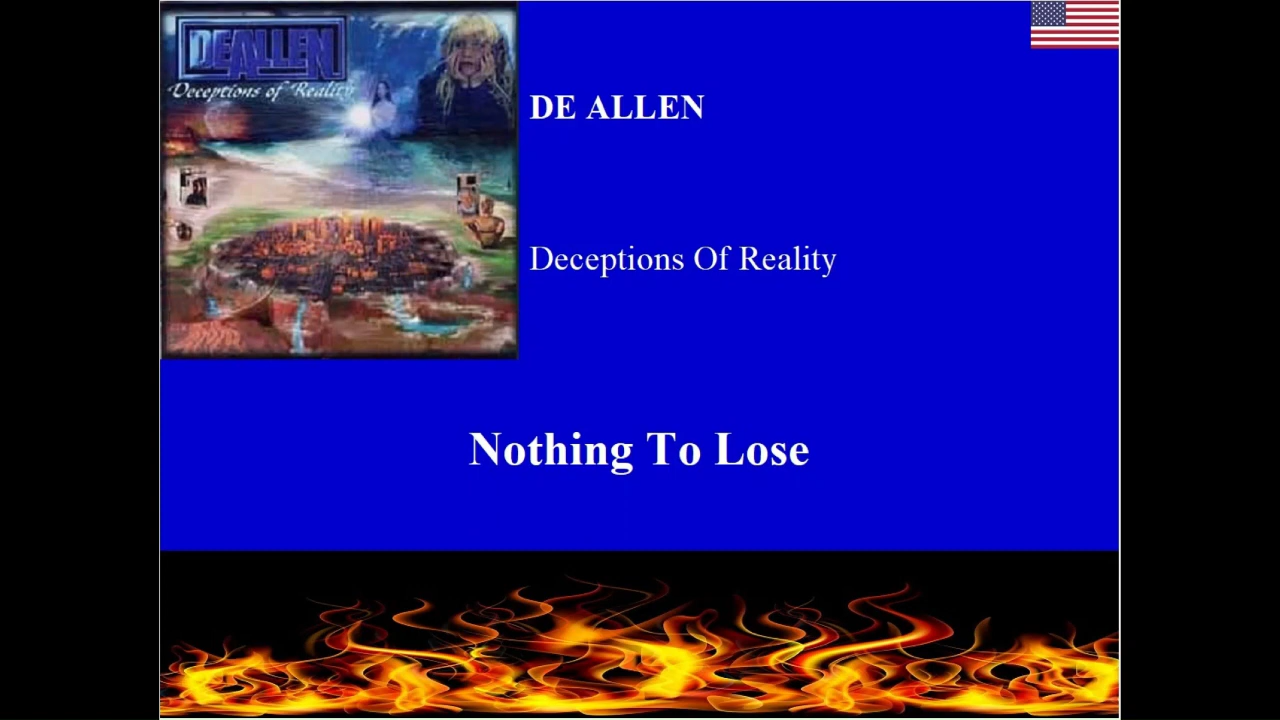 DEALLEN
Deceptions of Reality
DE ALLEN
Deceptions Of Reality
Nothing To Lose